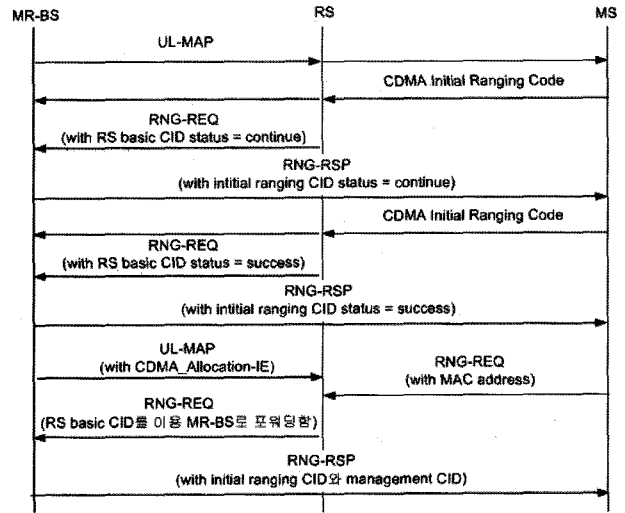 MR-BS RS MS
UL-MAP
CDMA Initial Ranging Code
RNG-REQ
(with RS basic CID status = continue)
RNG-RSP
(with intitial ranging CID status = continue)
CDMA Initial Ranging Code
RNG-REQ
(with RS basic CID status = success)
RNG-RSP
(with intitial ranging CID status = success)
UL-MAP
(with CDMA_Allocation-IE)
RNG-REQ
(with MAC address)
RNG-REQ
(RS basic CID를 이용 MR-BS로 포워딩함)
RNG-RSP
(with initial ranging CID와 management CID)